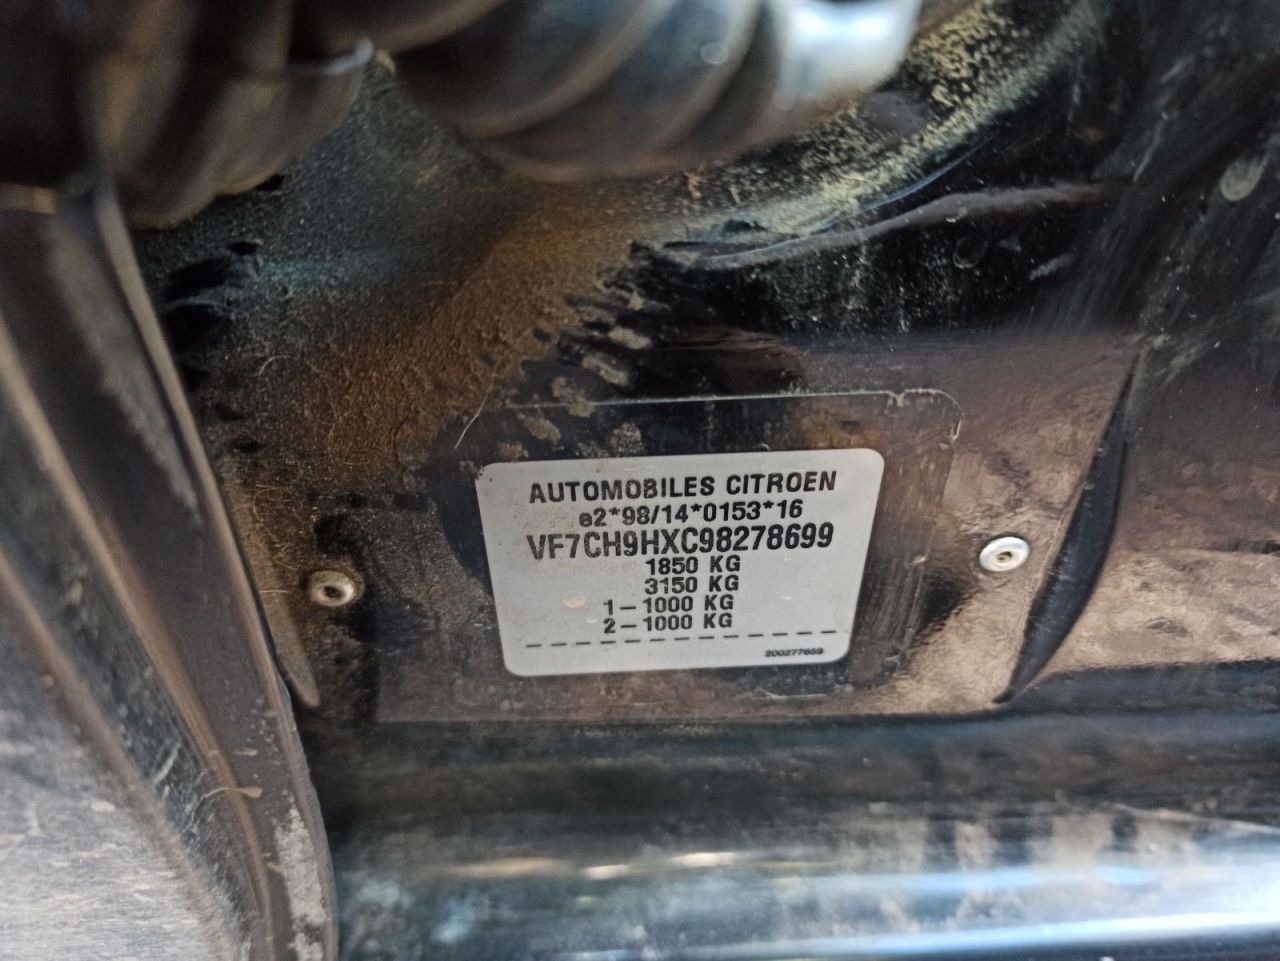 AUTOMOBILES CITROEN
e2*98/14*0153*16
VF7CH9HXC98278699
1850 KG
3150 KG
1-1000 KG
2-1000 KG
200277659